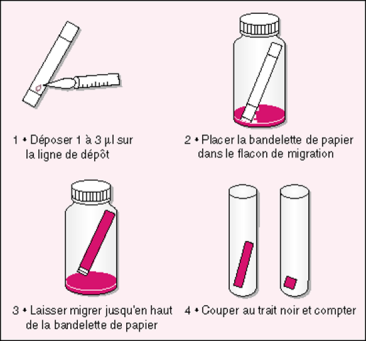 1 • Déposer 1 à 3 µl sur
la ligne de dépôt
2 • Placer la bandelette de papier
dans le flacon de migration
3 • Laisser migrer jusqu'en haut
de la bandelette de papier
4 • Couper au trait noir et compter